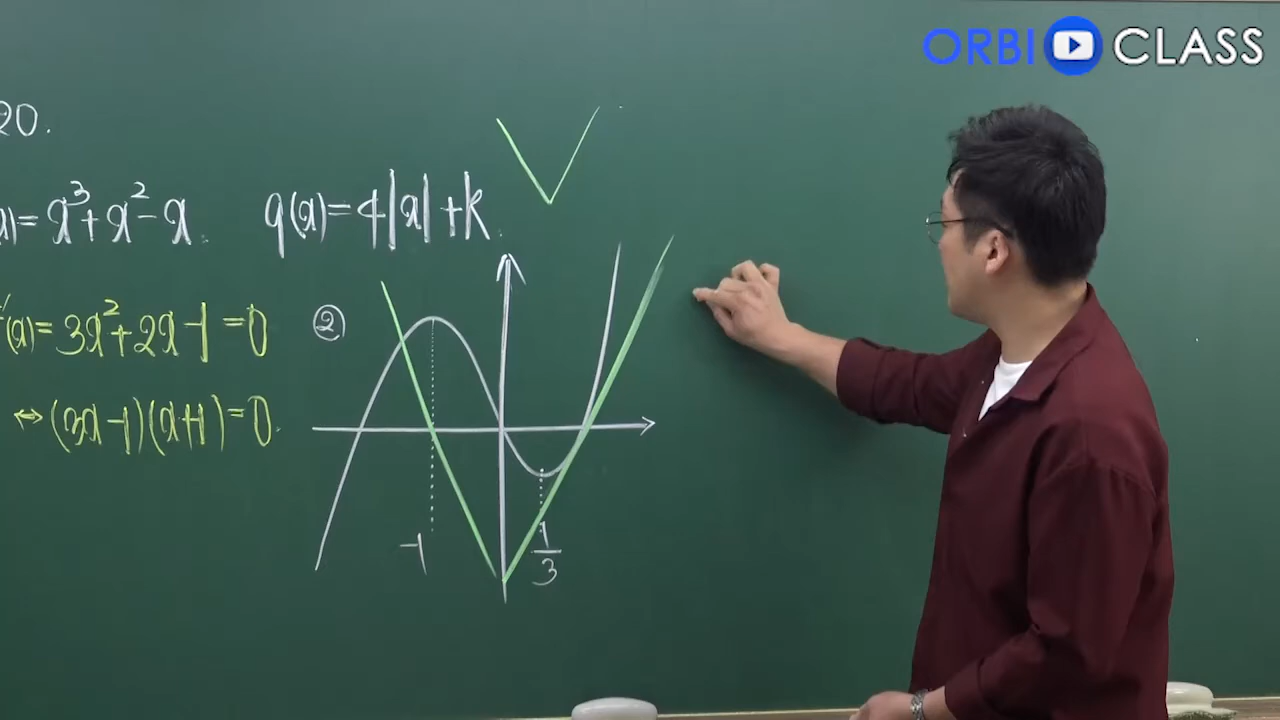 ORBI CLASS
20.
x)=x³+x²-x. g(x)=4|x|+k.
f'(x)=3x²+2x-1=0
②
↔(3x-1)(x+1)=0.
-1
1/3